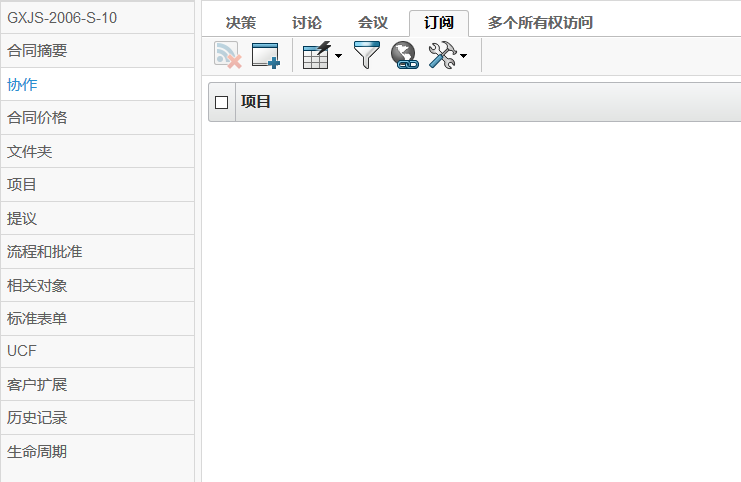 GXJS-2006-S-10
合同摘要
协作
合同价格
文件夹
项目
提议
流程和批准
相关对象
标准表单
UCF
客户扩展
历史记录
生命周期
决策 讨论 会议 订阅 多个所有权访问
项目